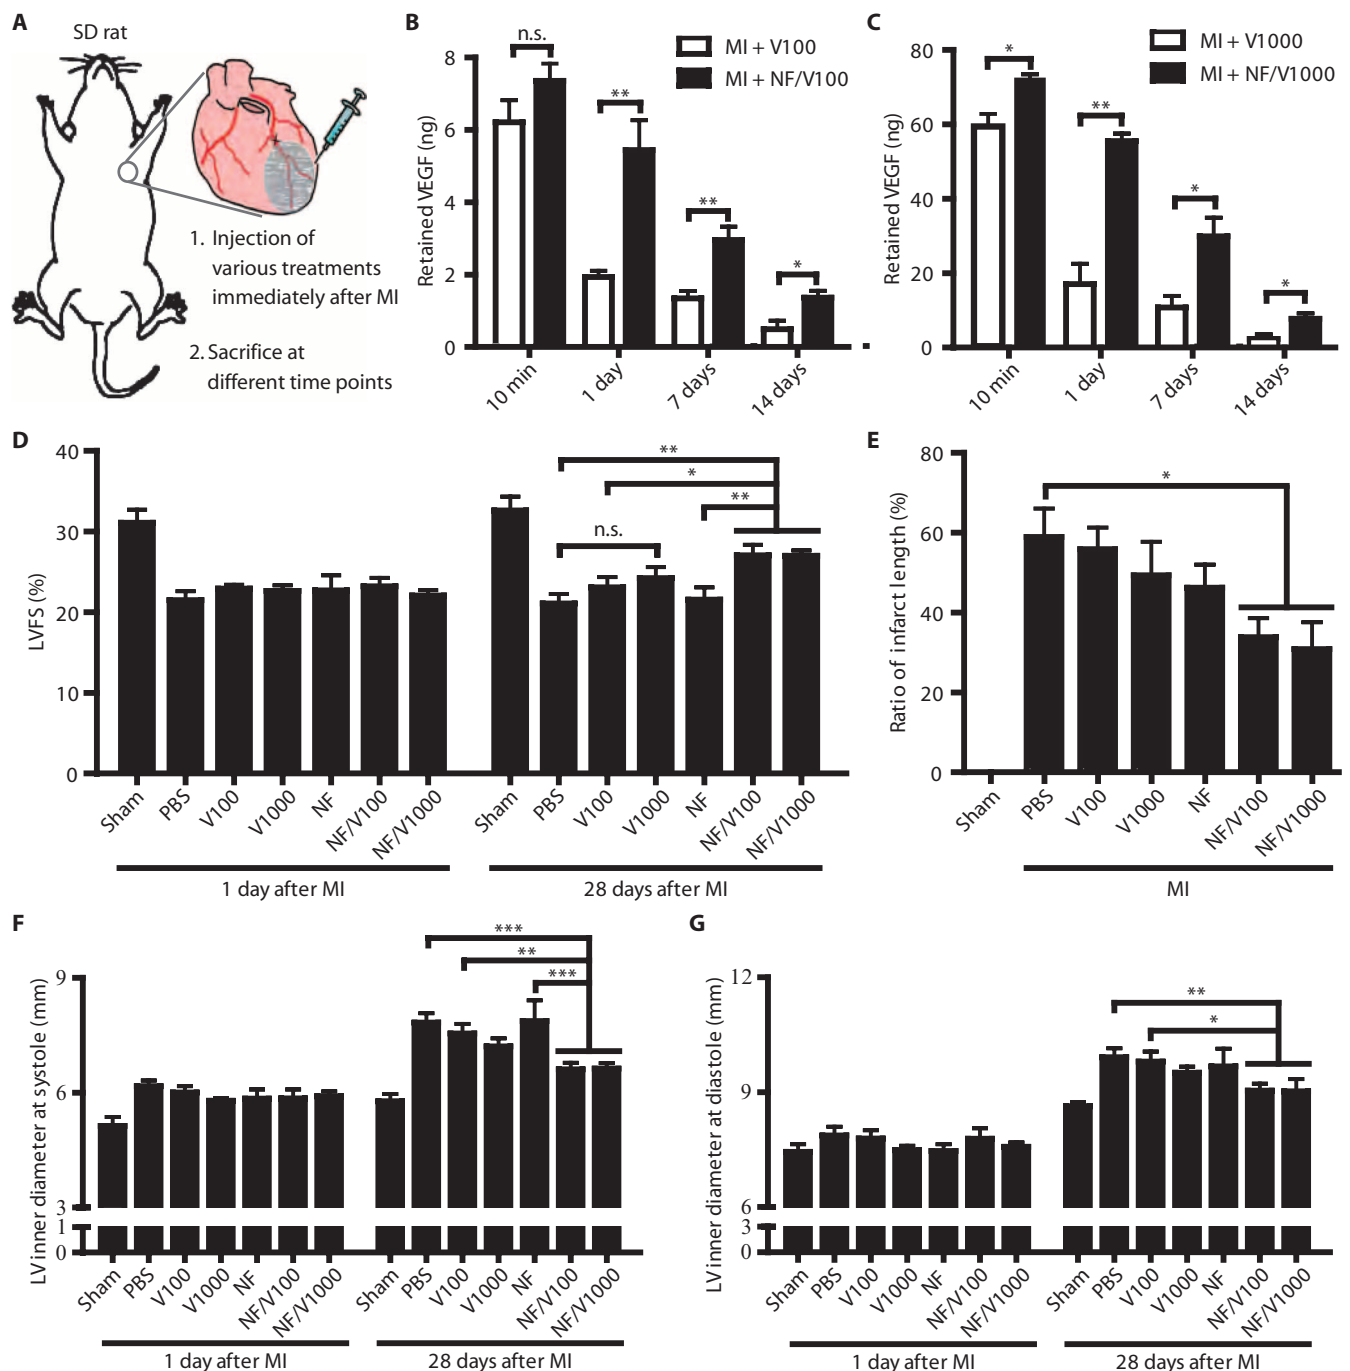 A
SD rat
1. Injection of
various treatments
immediately after MI
2. Sacrifice at
different time points
B
n.s.
MI + V100
MI + NF/V100
**
**
*
Retained VEGF (ng)
8
6
4
2
0
10 min
1 day
7 days
14 days
C
*
MI + V1000
MI + NF/V1000
**
*
*
Retained VEGF (ng)
80
60
40
20
0
10 min
1 day
7 days
14 days
D
LVFS (%)
40
30
20
10
0
**
*
**
n.s.
Sham
PBS
V100
V1000
NF
NF/V100
NF/V1000
Sham
PBS
V100
V1000
NF
NF/V100
NF/V1000
1 day after MI
28 days after MI
E
Ratio of infarct length (%)
80
60
40
20
0
*
Sham
PBS
V100
V1000
NF
NF/V100
NF/V1000
MI
F
LV inner diameter at systole (mm)
9
6
3
1
0
***
**
***
Sham
PBS
V100
V1000
NF
NF/V100
NF/V1000
Sham
PBS
V100
V1000
NF
NF/V100
NF/V1000
1 day after MI
28 days after MI
G
LV inner diameter at diastole (mm)
12
9
6
3
0
**
*
Sham
PBS
V100
V1000
NF
NF/V100
NF/V1000
Sham
PBS
V100
V1000
NF
NF/V100
NF/V1000
1 day after MI
28 days after MI